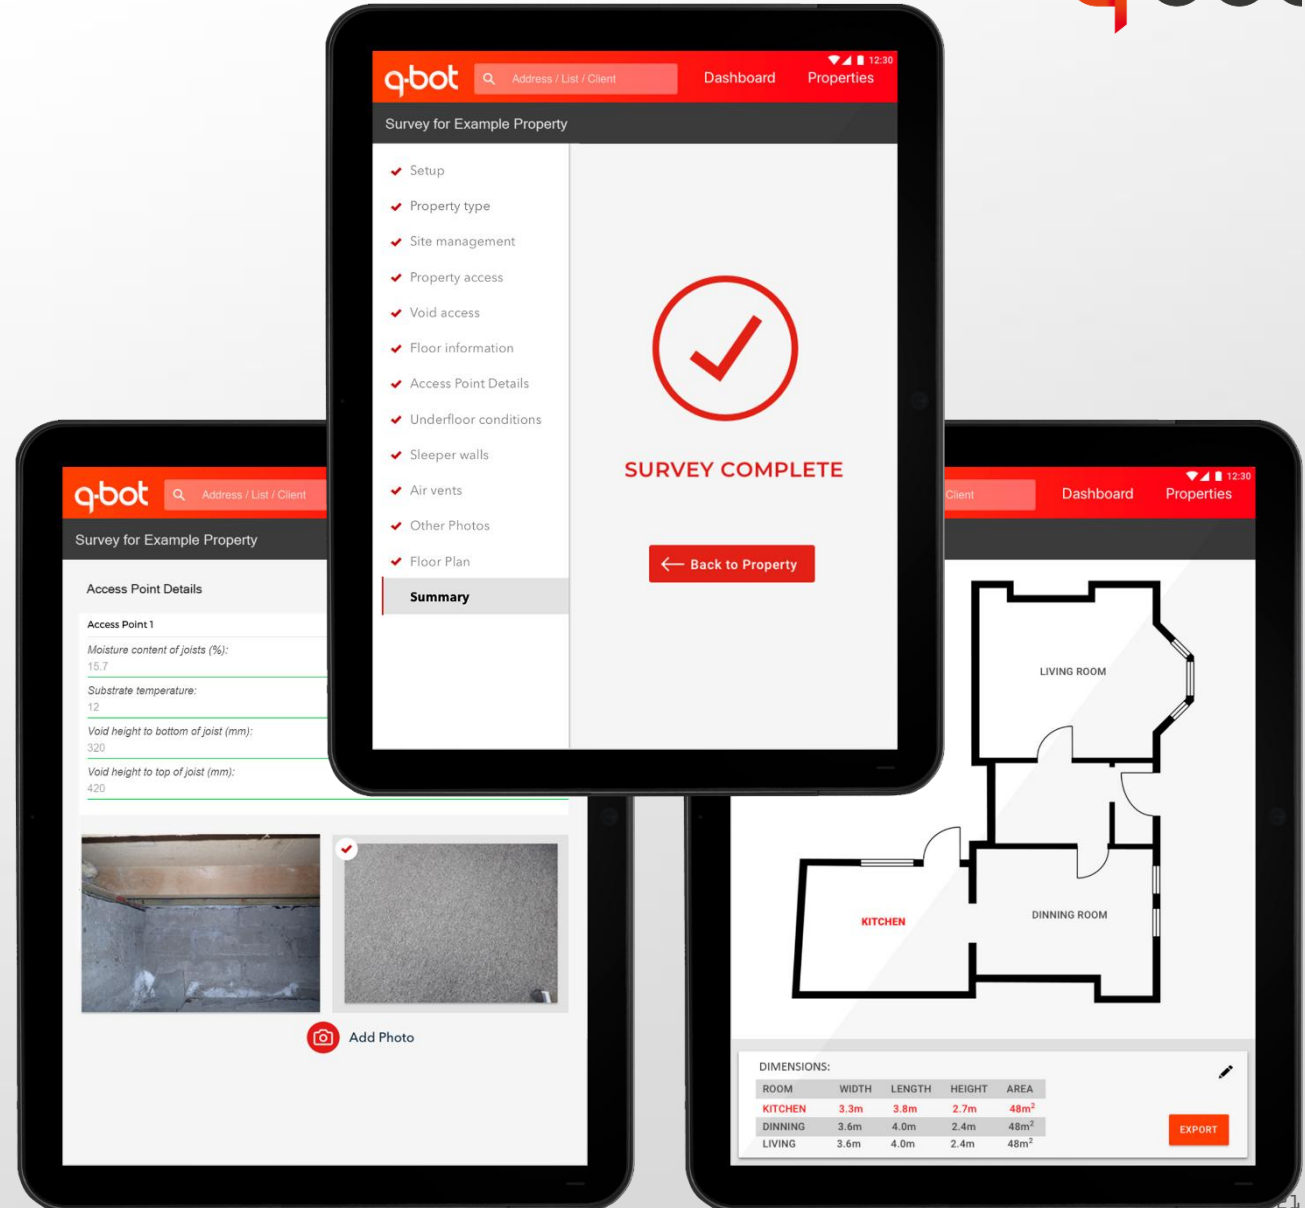 q-bot
Address / List / Client
Dashboard
Properties
12:30
Survey for Example Property
Setup
Property type
Site management
Property access
Void access
Floor information
Access Point Details
Underfloor conditions
Sleeper walls
Air vents
Other Photos
Floor Plan
Summary
SURVEY COMPLETE
Back to Property
q-bot
Address / List / Client
Survey for Example Property
Access Point Details
Access Point 1
Moisture content of joists (%):
15.7
Substrate temperature:
12
Void height to bottom of joist (mm):
320
Void height to top of joist (mm):
420
Add Photo
Client
Dashboard
Properties
12:30
LIVING ROOM
KITCHEN
DINNING ROOM
DIMENSIONS:
ROOM WIDTH LENGTH HEIGHT AREA
KITCHEN 3.3m 3.8m 2.7m 48m²
DINNING 3.6m 4.0m 2.4m 48m²
LIVING 3.6m 4.0m 2.4m 48m²
EXPORT